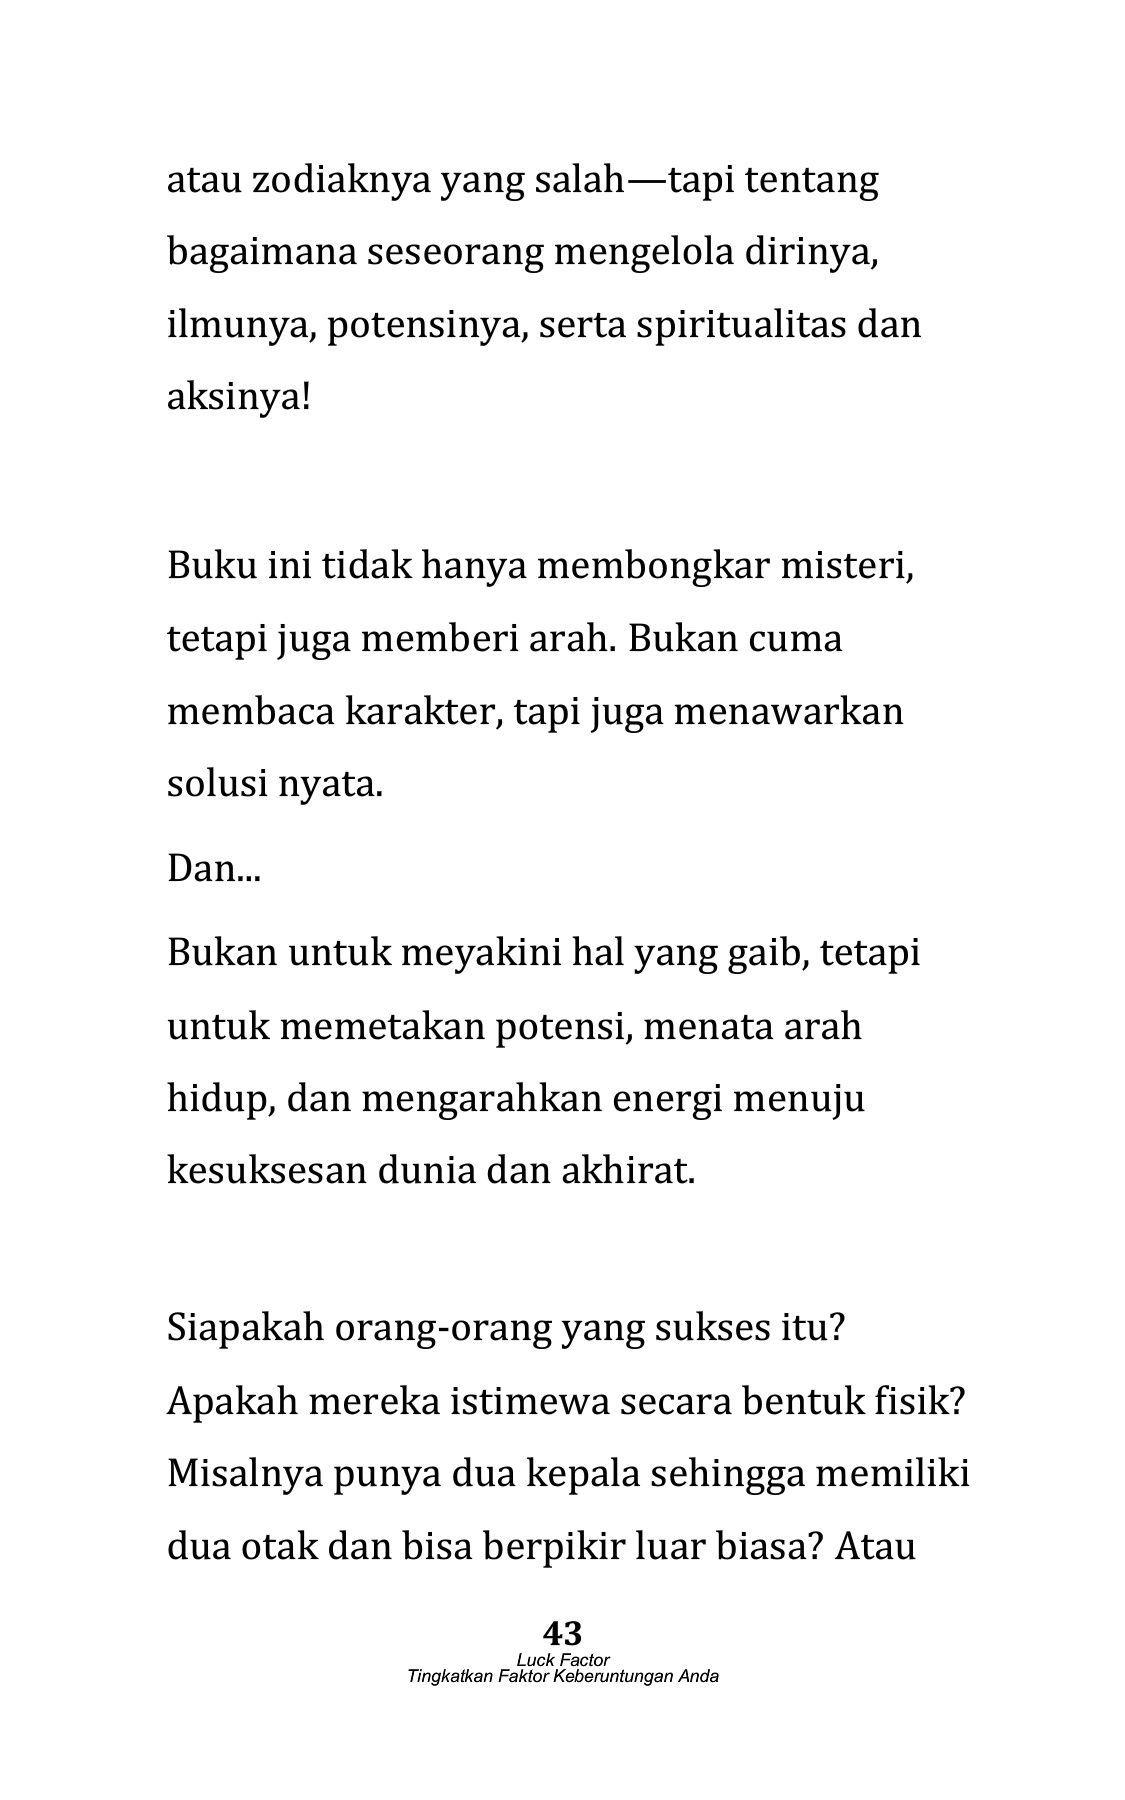 atau zodiaknya yang salah—tapi tentang
bagaimana seseorang mengelola dirinya,
ilmunya, potensinya, serta spiritualitas dan
aksinya!
Buku ini tidak hanya membongkar misteri,
tetapi juga memberi arah. Bukan cuma
membaca karakter, tapi juga menawarkan
solusi nyata.
Dan...
Bukan untuk meyakini hal yang gaib, tetapi
untuk memetakan potensi, menata arah
hidup, dan mengarahkan energi menuju
kesuksesan dunia dan akhirat.
Siapakah orang-orang yang sukses itu?
Apakah mereka istimewa secara bentuk fisik?
Misalnya punya dua kepala sehingga memiliki
dua otak dan bisa berpikir luar biasa? Atau
43
Luck Factor
Tingkatkan Faktor Keberuntungan Anda